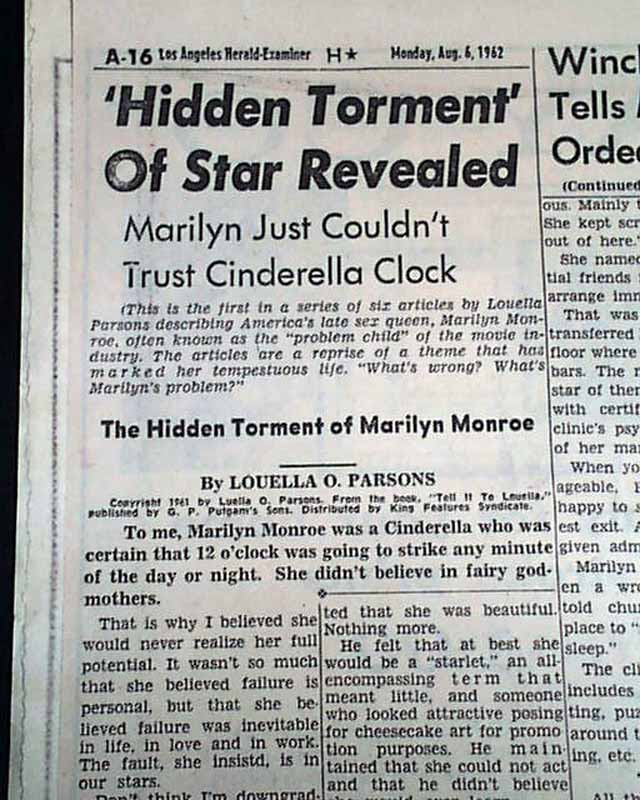 A-16 Los Angeles Herald-Examiner H★ Monday, Aug. 6, 1962
'Hidden Torment'
Of Star Revealed
Marilyn Just Couldn't
Trust Cinderella Clock
(This is the first in a series of six articles by Louella
Parsons describing America's late sex queen, Marilyn Mon-
roe, often known as the "problem child" of the movie in-
dustry. The articles are a reprise of a theme that has
marked her tempestuous life. "What's wrong? What's
Marilyn's problem?"
The Hidden Torment of Marilyn Monroe
By LOUELLA O. PARSONS
Copyright 1961 by Luella O. Parsons. From the book, "Tell It To Louella,"
published by G. P. Putgam's Sons. Distributed by King Features Syndicate.
To me, Marilyn Monroe was a Cinderella who was
certain that 12 o'clock was going to strike any minute
of the day or night. She didn't believe in fairy god-
mothers.
That is why I believed she
would never realize her full
potential. It wasn't so much
that she believed failure is
personal, but that she be-
lieved failure was inevitable
in life, in love and in work.
The fault, she insistd, is in
our stars.
Don't think I'm downgrad-
ted that she was beautiful.
Nothing more.
He felt that at best she
would be a "starlet," an all-
encompassing term that
meant little, and someone
who looked attractive posing
for cheesecake art for promo
tion purposes. He main-
tained that she could not act
and that he didn't believe
she would ever learn
Winc
Tells
Orde
(Continued
ous. Mainly t
She kept scr
out of here."
She named
tial friends
arrange imm
That was
transferred
floor where
bars. The r
star of ther
with certif
clinic's psy
of her ma
When yo
ageable,
happy to s
est exit. A
given adm
Marilyn
en a wro
told chu
place to "
sleep."
The cli
includes
ting, puz
around t
ing, etc.
All th